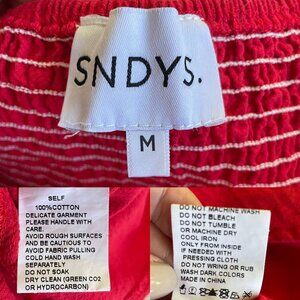 SNDYS.
M
SELF
100%COTTON
DELICATE GARMENT
PLEASE HANDLE WITH
CARE.
AVOID ROUGH SURFACES
AND BE CAUTIOUS TO
AVOID FABRIC PULLING
COLD HAND WASH
SEPARATELY
DO NOT SOAK
DRY CLEAN (GREEN CO2
OR HYDROCARBON)
DO NOT MACHINE WASH
DO NOT BLEACH
DO NOT TUMBLE
OR MACHINE DRY
COOL IRON
ONLY FROM INSIDE
IF NEEDED WITH
PRESSING CLOTH
DO NOT WRING OR RUB
WASH DARK COLORS